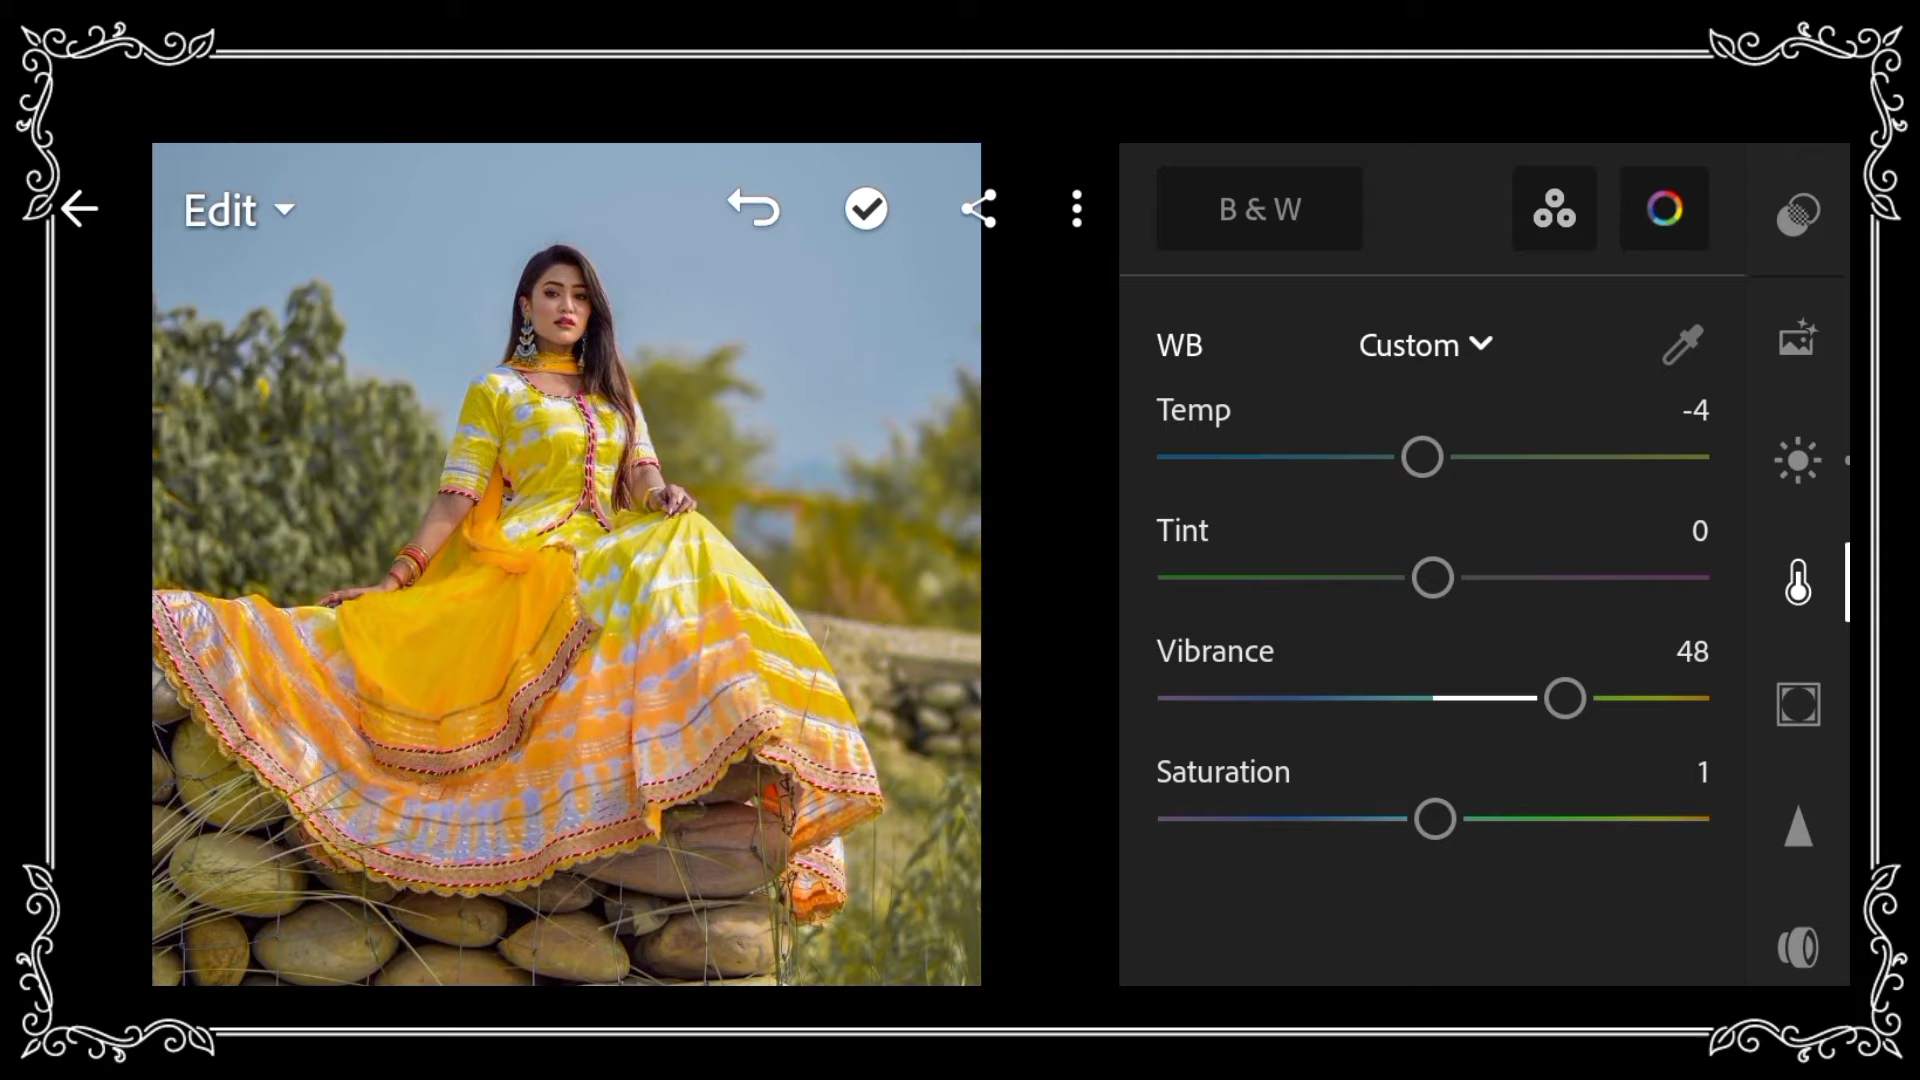 Edit
B & W
WB Custom
Temp -4
Tint 0
Vibrance 48
Saturation 1